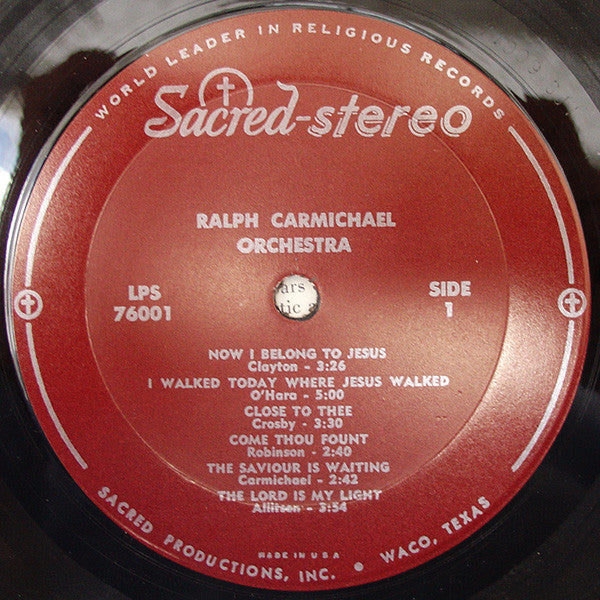 WORLD LEADER IN RELIGIOUS RECORDS
Sacred-stereo
RALPH CARMICHAEL
ORCHESTRA
LPS
76001
SIDE
1
ars
tic a
NOW I BELONG TO JESUS
Clayton - 3:26
I WALKED TODAY WHERE JESUS WALKED
O'Hara - 5:00
CLOSE TO THEE
Crosby - 3:30
COME THOU FOUNT
Robinson - 2:40
THE SAVIOUR IS WAITING
Carmichael - 2:42
THE LORD IS MY LIGHT
Allitsen - 3:54
MADE IN U S A
SACRED PRODUCTIONS, INC. • WACO, TEXAS